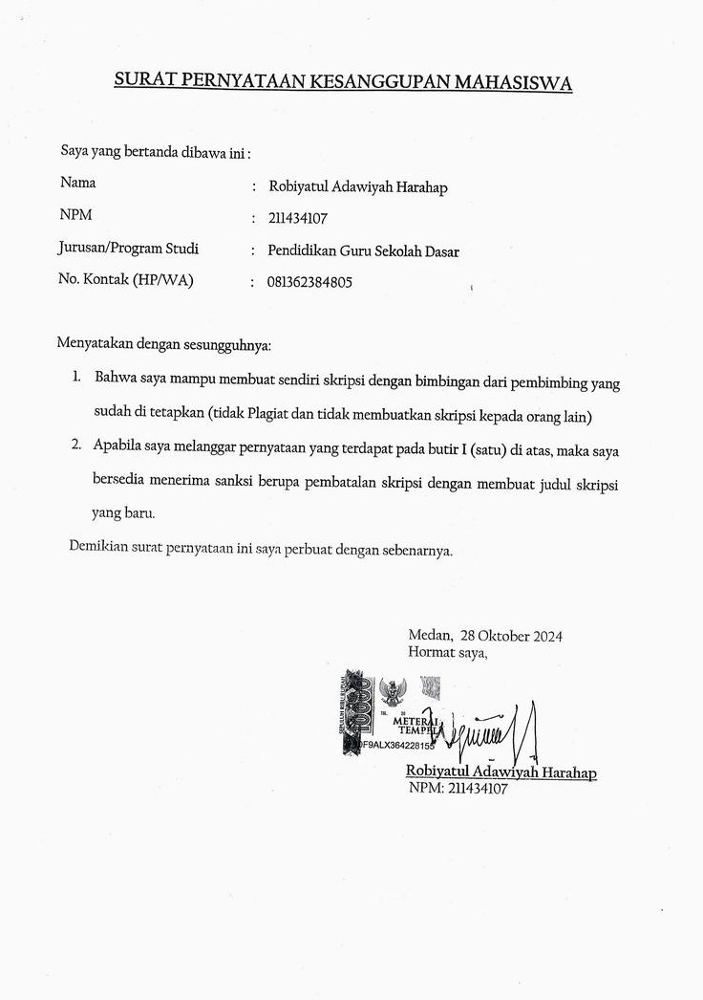 SURAT PERNYATAAN KESANGGUPAN MAHASISWA
Saya yang bertanda dibawa ini :
Nama : Robiyatul Adawiyah Harahap
NPM : 211434107
Jurusan/Program Studi : Pendidikan Guru Sekolah Dasar
No. Kontak (HP/WA) : 081362384805
Menyatakan dengan sesungguhnya:
1. Bahwa saya mampu membuat sendiri skripsi dengan bimbingan dari pembimbing yang
sudah di tetapkan (tidak Plagiat dan tidak membuatkan skripsi kepada orang lain)
2. Apabila saya melanggar pernyataan yang terdapat pada butir I (satu) di atas, maka saya
bersedia menerima sanksi berupa pembatalan skripsi dengan membuat judul skripsi
yang baru.
Demikian surat pernyataan ini saya perbuat dengan sebenarnya.
Medan, 28 Oktober 2024
Hormat saya,
SEPULUH RIBU RUPIAH
10000
TGL. 20
METERAI
TEMPEL
F9ALX364228155
Robiyatul Adawiyah Harahap
NPM: 211434107